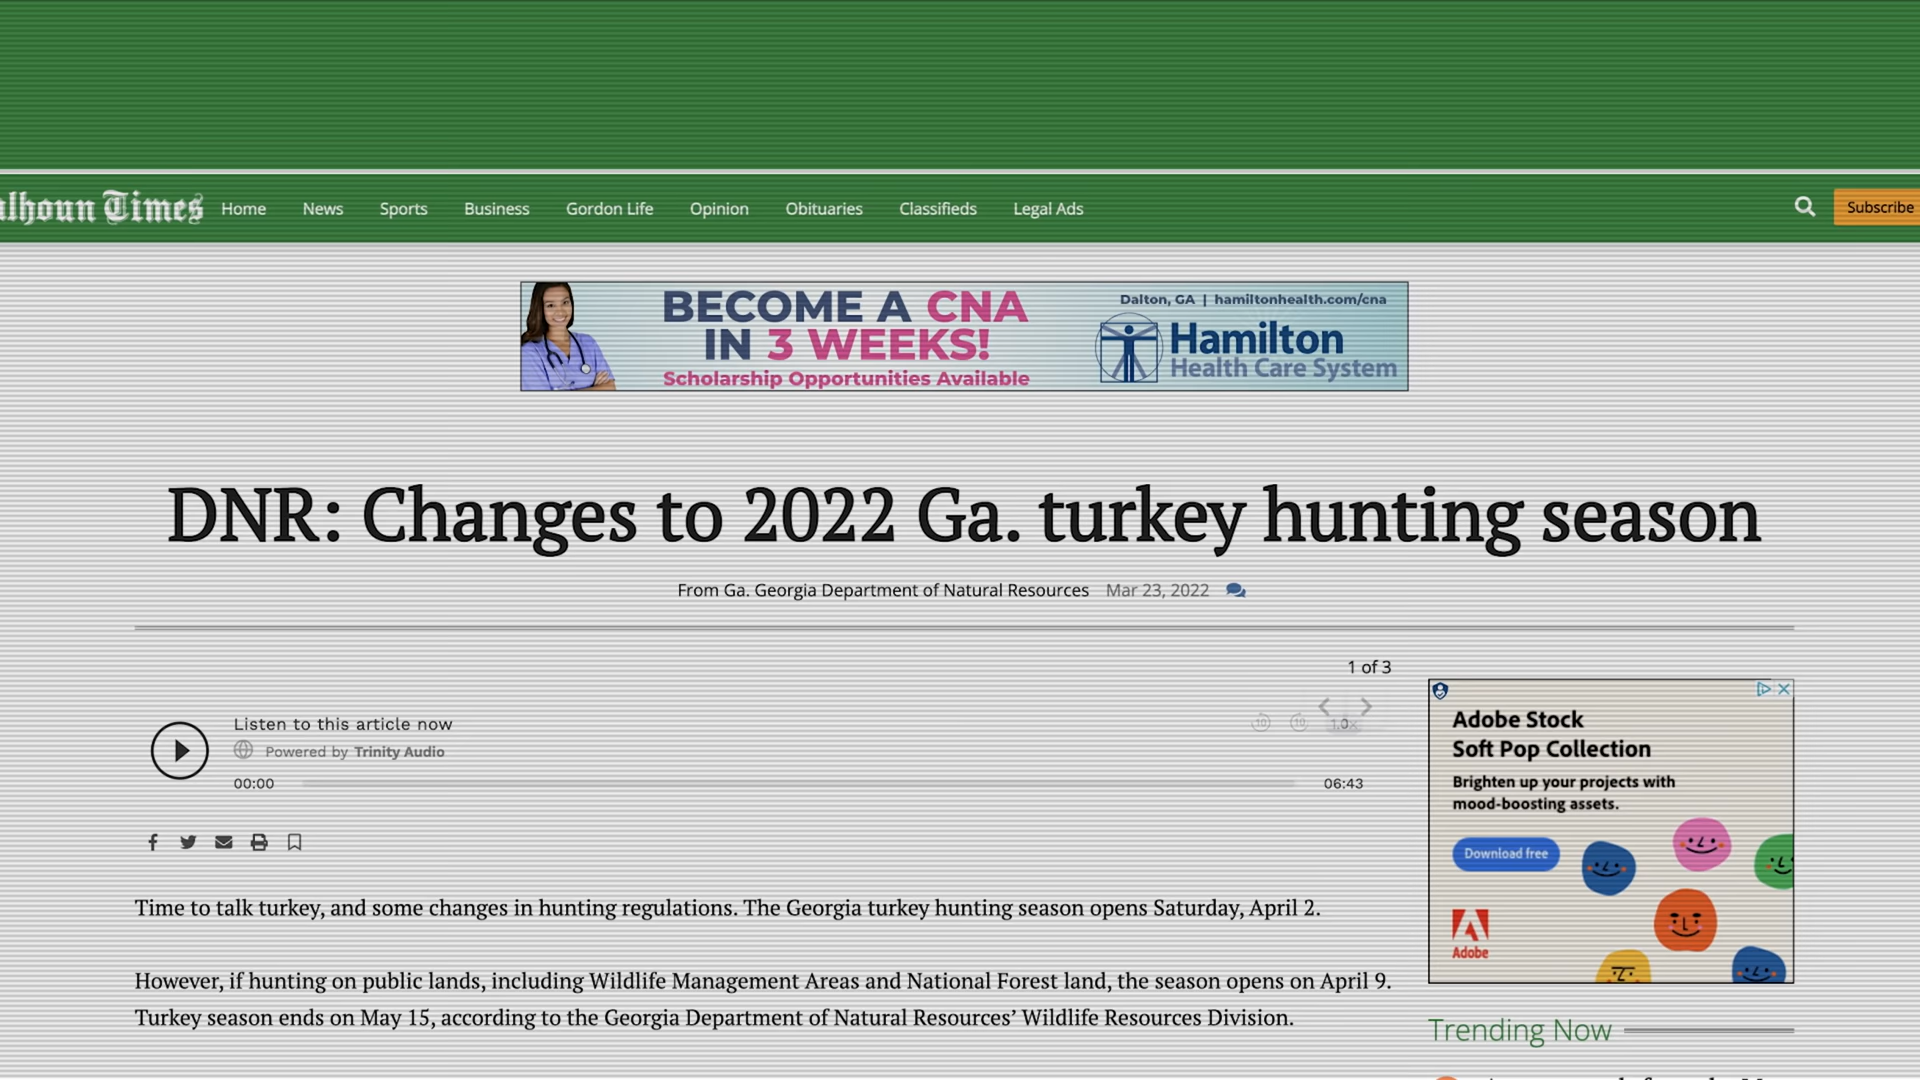 alhoun Times
Home News Sports Business Gordon Life Opinion Obituaries Classifieds Legal Ads
Subscribe
BECOME A CNA
IN 3 WEEKS!
Scholarship Opportunities Available
Dalton, GA | hamiltonhealth.com/cna
Hamilton
Health Care System
DNR: Changes to 2022 Ga. turkey hunting season
From Ga. Georgia Department of Natural Resources Mar 23, 2022
1 of 3
Listen to this article now
Powered by Trinity Audio
10 10 1.0x
00:00 06:43
Time to talk turkey, and some changes in hunting regulations. The Georgia turkey hunting season opens Saturday, April 2.
However, if hunting on public lands, including Wildlife Management Areas and National Forest land, the season opens on April 9.
Turkey season ends on May 15, according to the Georgia Department of Natural Resources’ Wildlife Resources Division.
Adobe Stock
Soft Pop Collection
Brighten up your projects with
mood-boosting assets.
Download free
Adobe
Trending Now